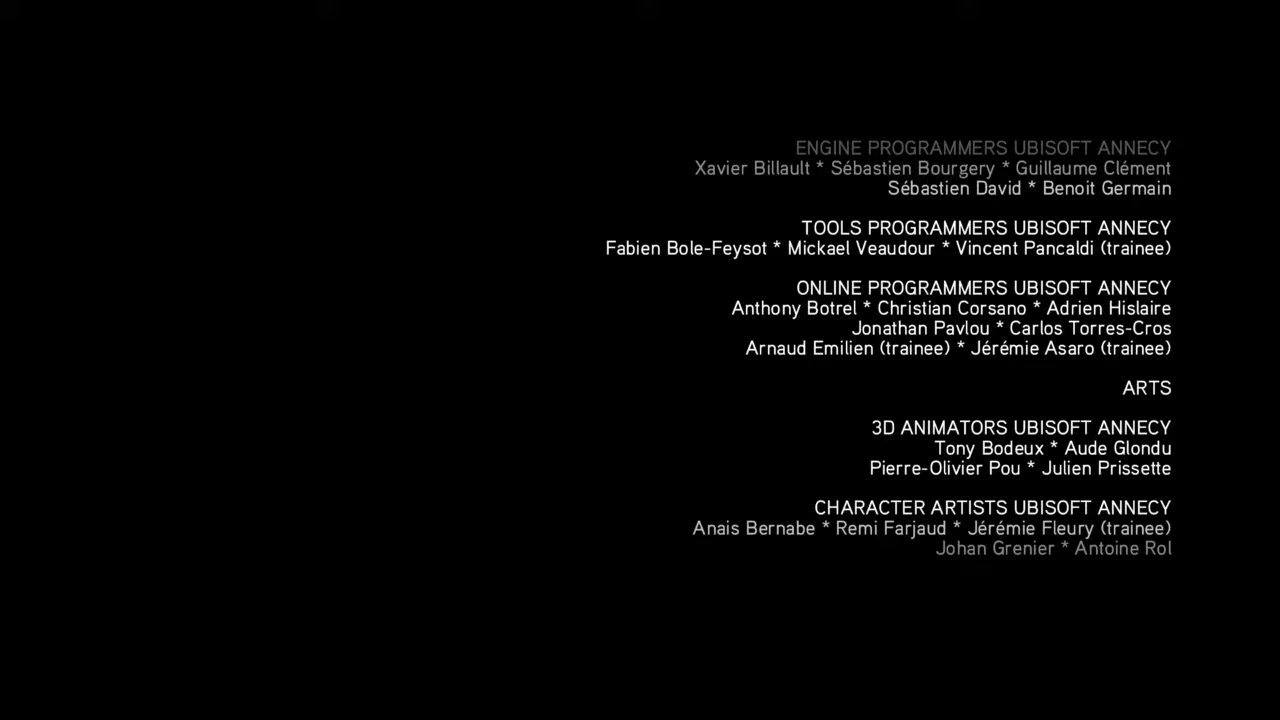 ENGINE PROGRAMMERS UBISOFT ANNECY
Xavier Billault * Sébastien Bourgery * Guillaume Clément
Sébastien David * Benoit Germain
TOOLS PROGRAMMERS UBISOFT ANNECY
Fabien Bole-Feysot * Mickael Veaudour * Vincent Pancaldi (trainee)
ONLINE PROGRAMMERS UBISOFT ANNECY
Anthony Botrel * Christian Corsano * Adrien Hislaire
Jonathan Pavlou * Carlos Torres-Cros
Arnaud Emilien (trainee) * Jérémie Asaro (trainee)
ARTS
3D ANIMATORS UBISOFT ANNECY
Tony Bodeux * Aude Glondu
Pierre-Olivier Pou * Julien Prissette
CHARACTER ARTISTS UBISOFT ANNECY
Anais Bernabe * Remi Farjaud * Jérémie Fleury (trainee)
Johan Grenier * Antoine Rol